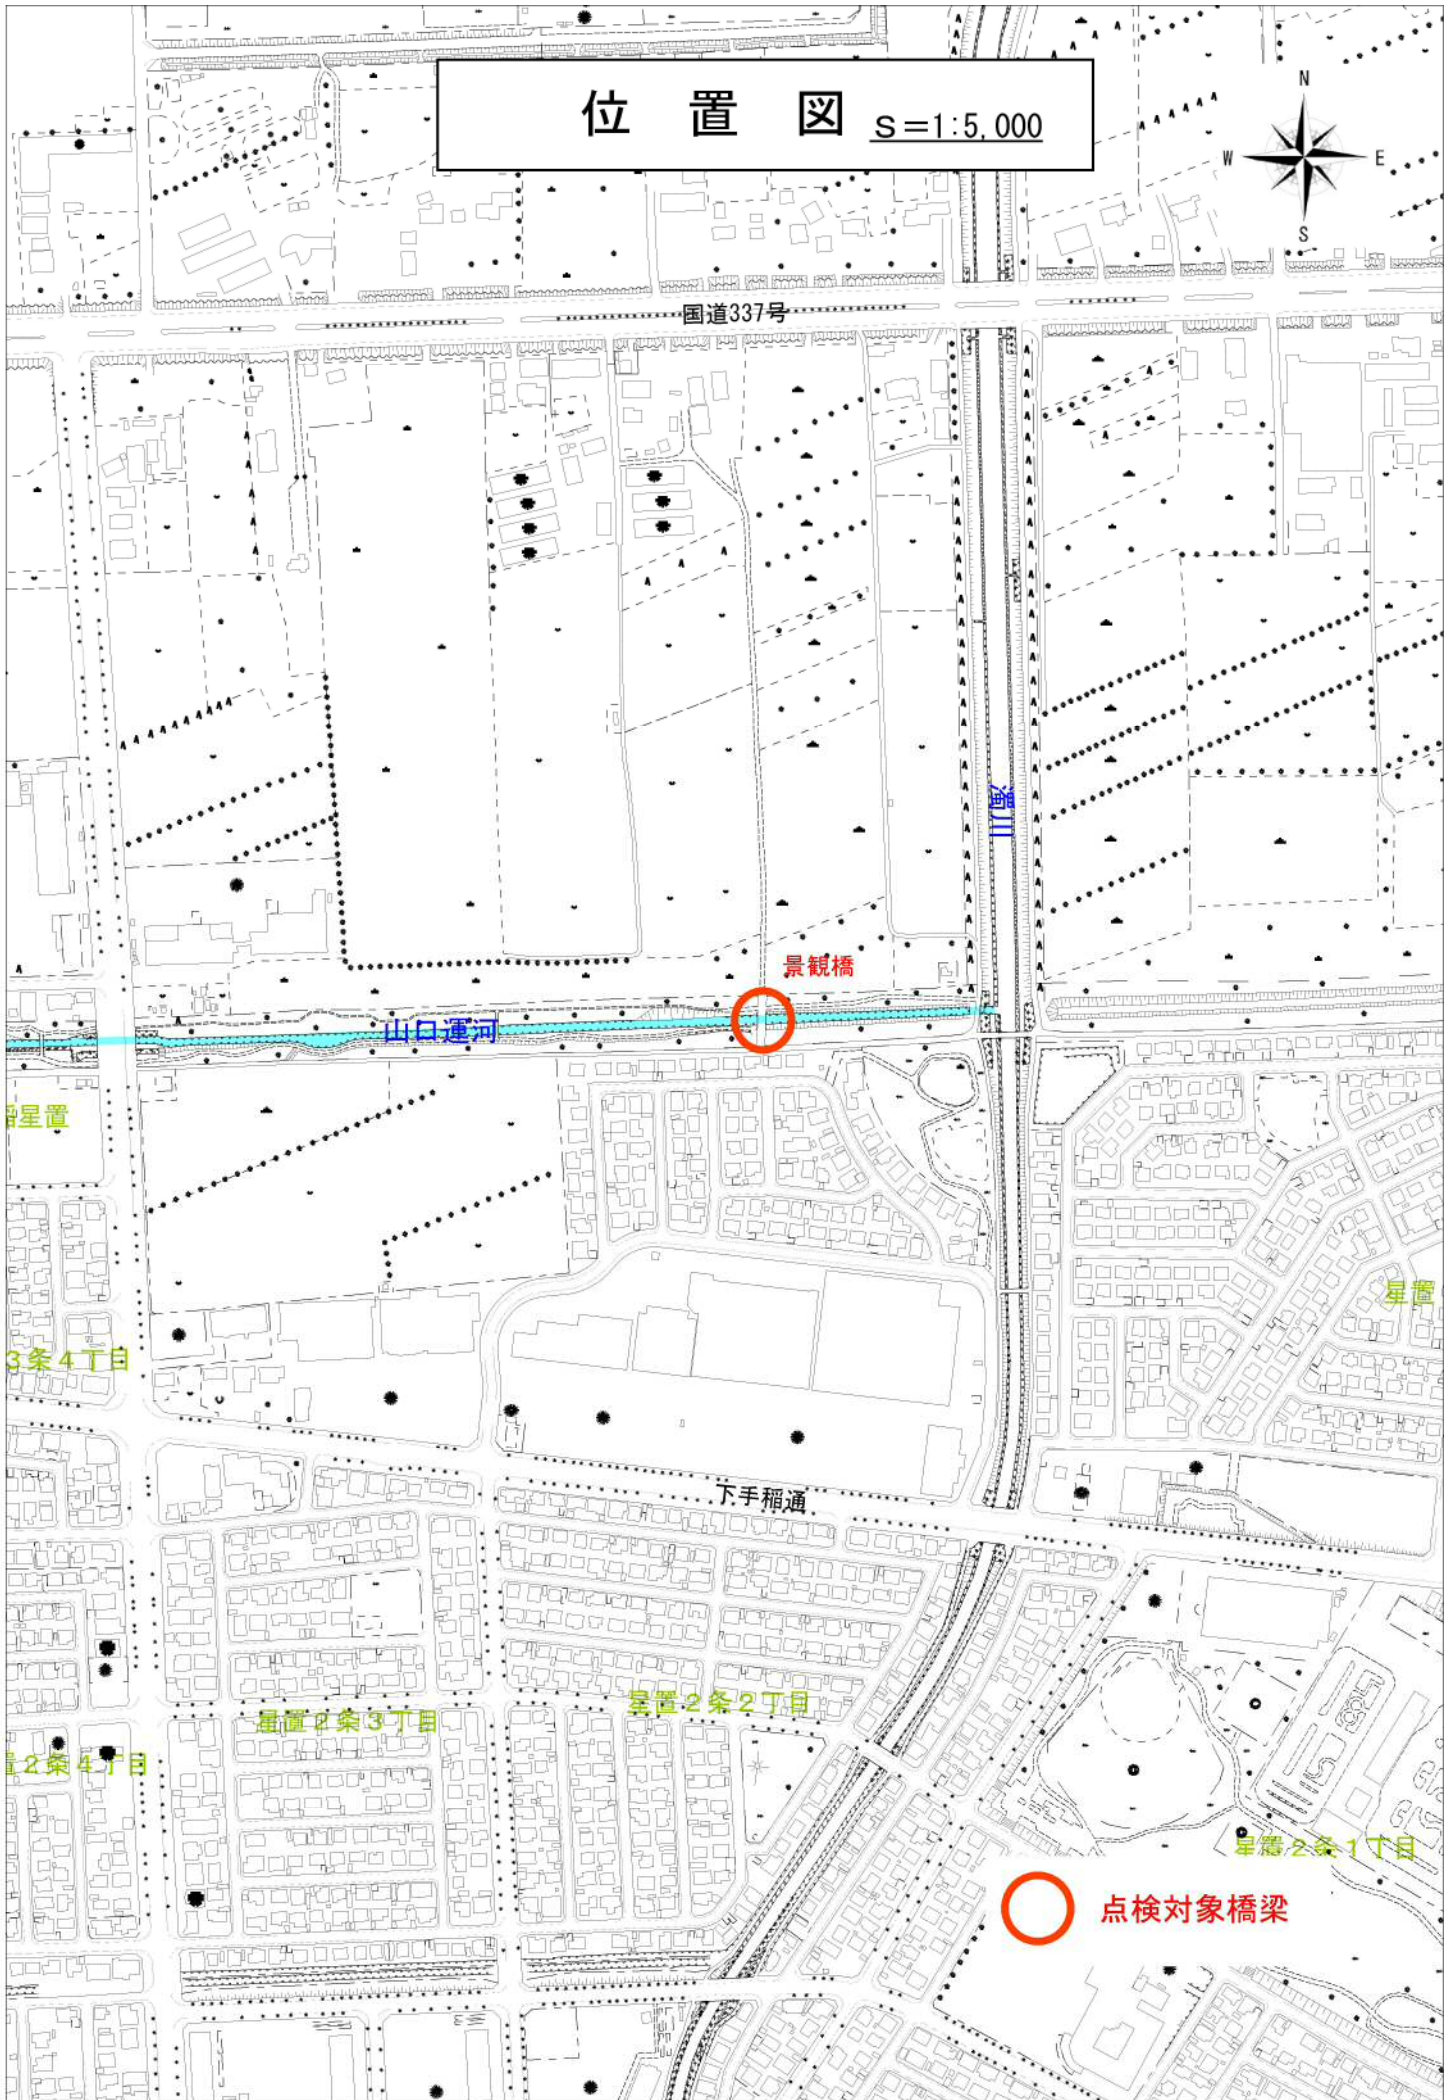 位置図 S=1:5,000
N
W E
S
国道337号
濁川
景観橋
山口運河
星置
星置
3条4丁目
下手稲通
星置2条2丁目
星置2条3丁目
2条4丁目
星置2条1丁目
点検対象橋梁